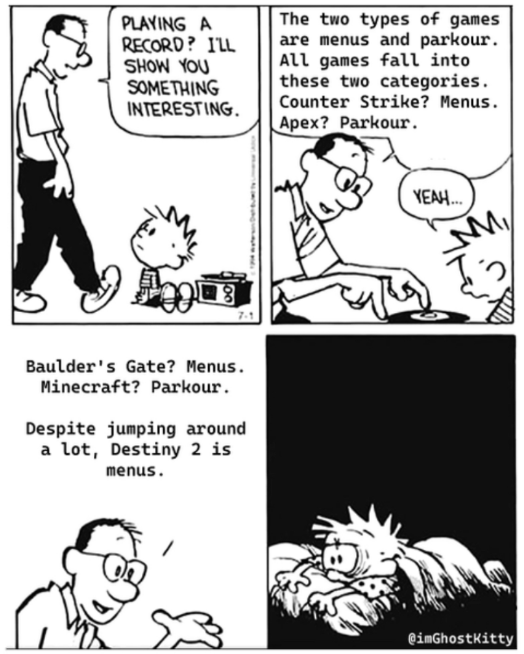 PLAYING A
RECORD? I'LL
SHOW YOU
SOMETHING
INTERESTING.
The two types of games
are menus and parkour.
All games fall into
these two categories.
Counter Strike? Menus.
Apex? Parkour.
YEAH...
7-1
Baulder's Gate? Menus.
Minecraft? Parkour.
Despite jumping around
a lot, Destiny 2 is
menus.
@imGhostKitty